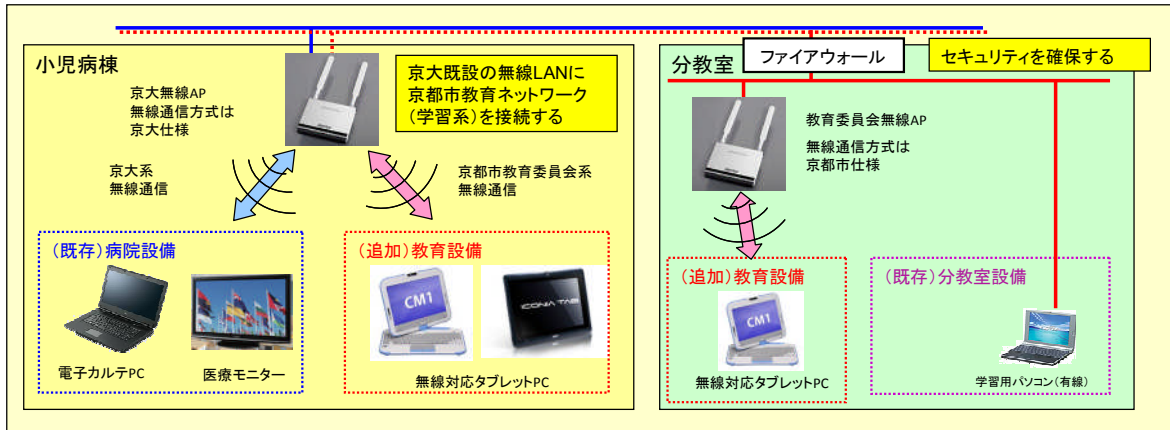 小児病棟
京大無線AP
無線通信方式は
京大仕様
京大既設の無線LANに
京都市教育ネットワーク
（学習系）を接続する
京大系
無線通信
京都市教育委員会系
無線通信
（既存）病院設備
電子カルテPC
医療モニター
（追加）教育設備
CM1
ICONIA TAB
無線対応タブレットPC
分教室
ファイアウォール
セキュリティを確保する
教育委員会無線AP
無線通信方式は
京都市仕様
（追加）教育設備
CM1
無線対応タブレットPC
（既存）分教室設備
学習用パソコン（有線）